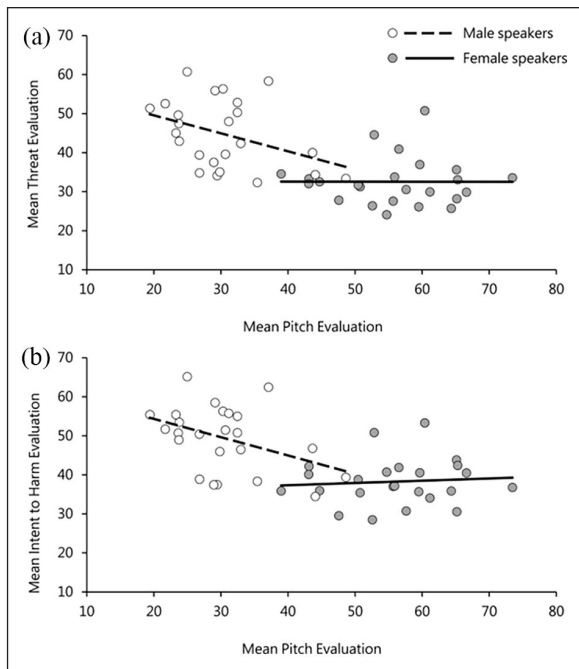 (a)
Male speakers
Female speakers
70
60
50
40
30
20
10
Mean Threat Evaluation
10 20 30 40 50 60 70 80
Mean Pitch Evaluation
(b)
70
60
50
40
30
20
10
Mean Intent to Harm Evaluation
10 20 30 40 50 60 70 80
Mean Pitch Evaluation